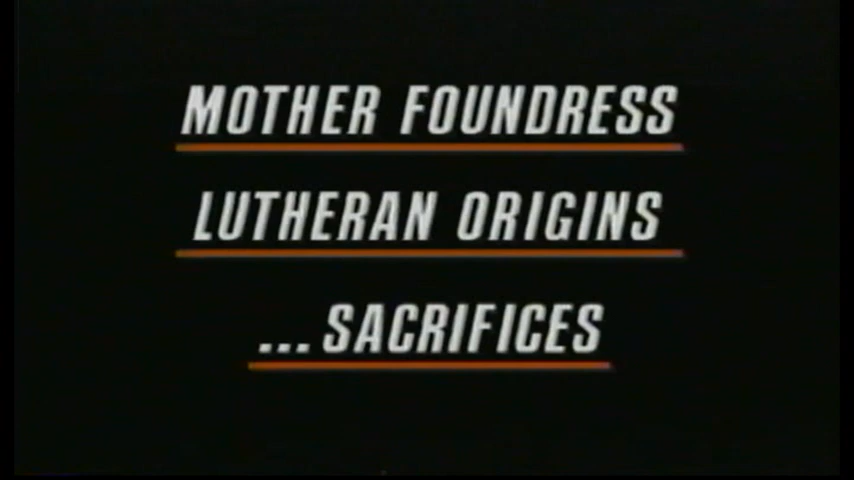 MOTHER FOUNDRESS
LUTHERAN ORIGINS
...SACRIFICES